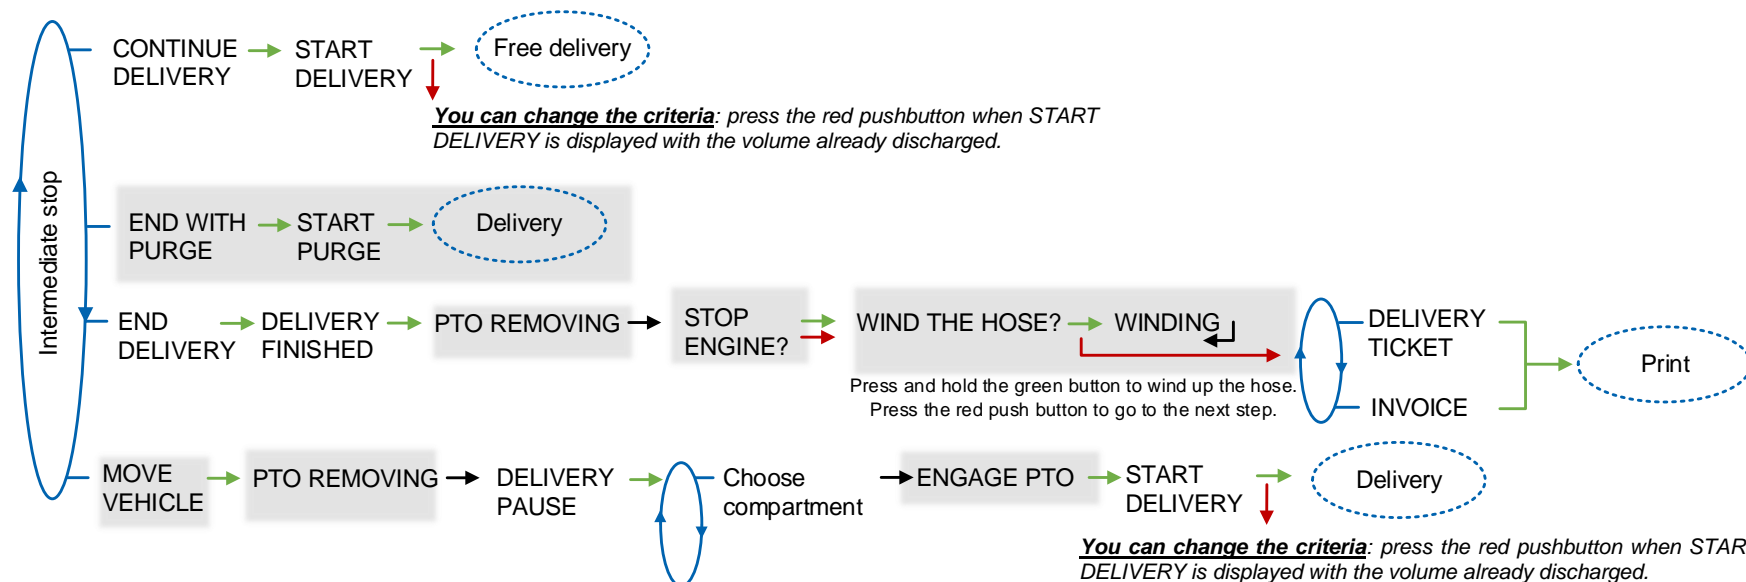 Intermediate stop
CONTINUE
DELIVERY
START
DELIVERY
Free delivery
You can change the criteria: press the red pushbutton when START
DELIVERY is displayed with the volume already discharged.
END WITH
PURGE
START
PURGE
Delivery
END
DELIVERY
DELIVERY
FINISHED
PTO REMOVING
STOP
ENGINE?
WIND THE HOSE?
WINDING
Press and hold the green button to wind up the hose.
Press the red push button to go to the next step.
DELIVERY
TICKET
INVOICE
Print
MOVE
VEHICLE
PTO REMOVING
DELIVERY
PAUSE
Choose
compartment
ENGAGE PTO
START
DELIVERY
Delivery
You can change the criteria: press the red pushbutton when STAR
DELIVERY is displayed with the volume already discharged.